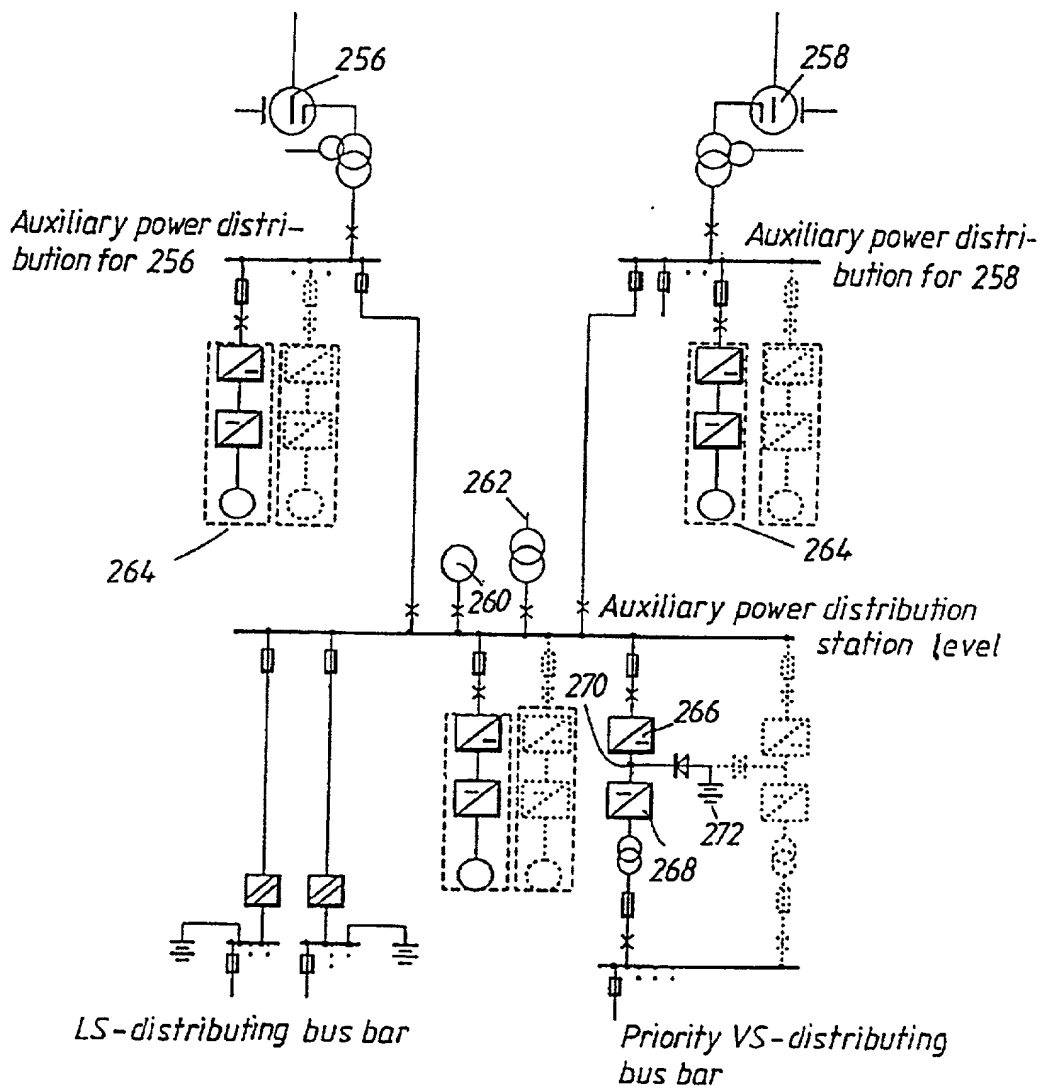 256
258
Auxiliary power distri-
bution for 256
Auxiliary power distri-
bution for 258
262
264
260
264
Auxiliary power distribution
station level
270
266
272
268
LS-distributing bus bar
Priority VS-distributing
bus bar